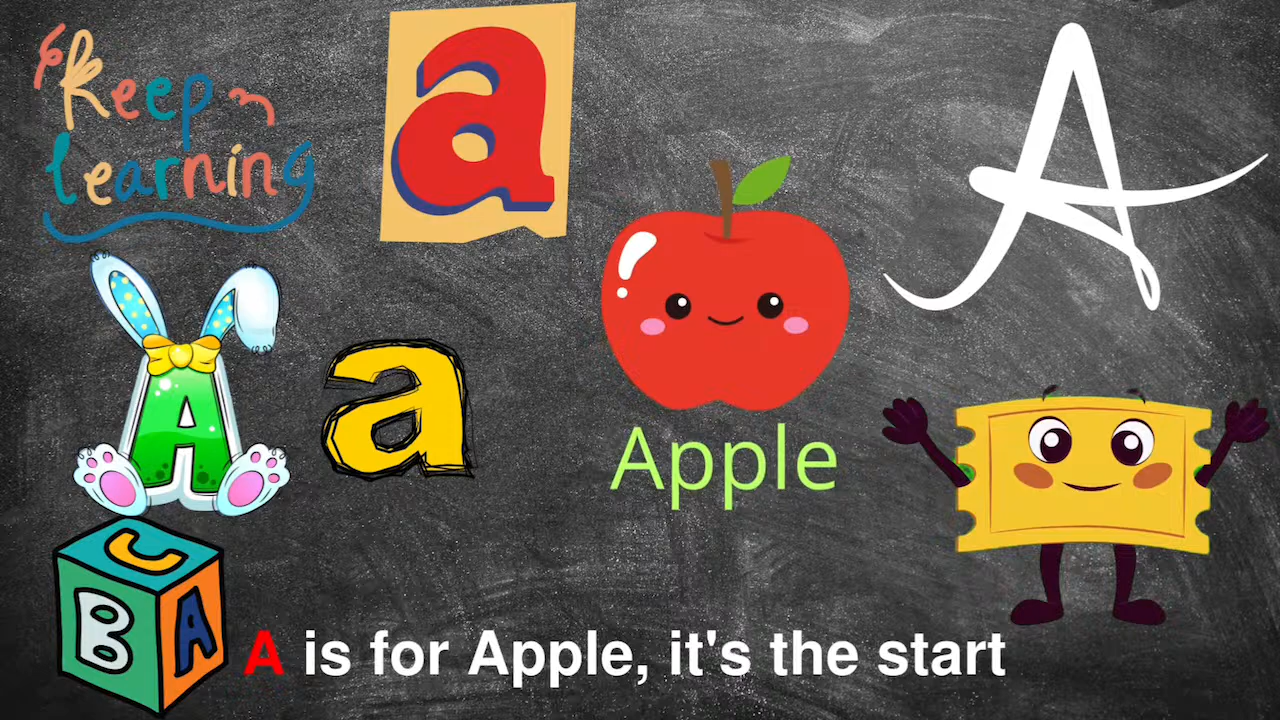 Keep
learning
a
A
A
a
Apple
C
B
A
A is for Apple, it's the start